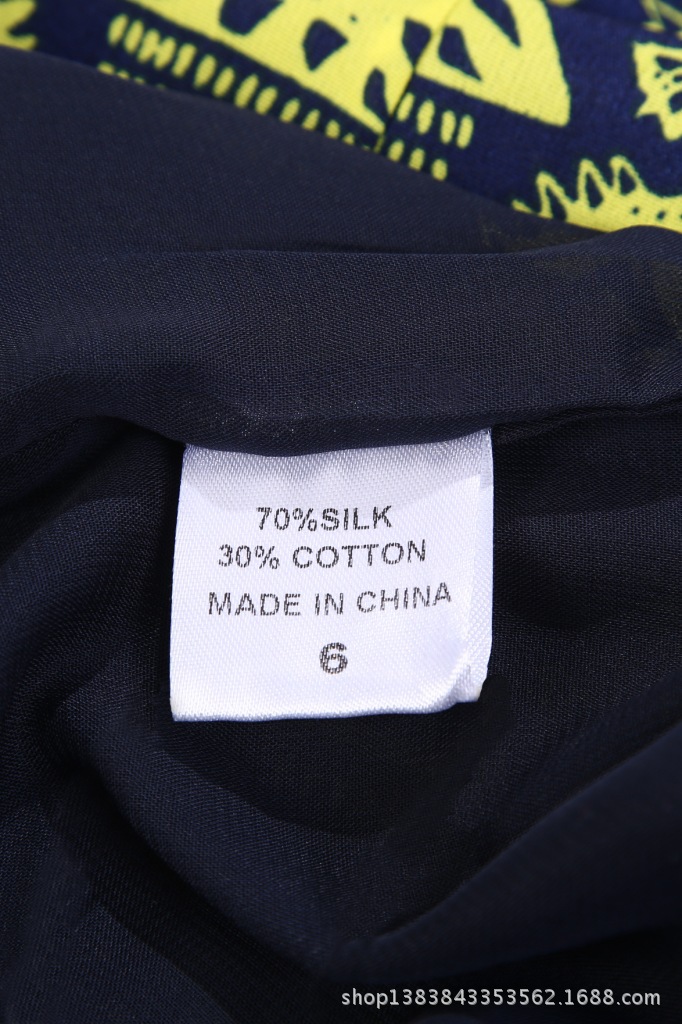 70%SILK
30% COTTON
MADE IN CHINA
6
shop1383843353562.1688.com